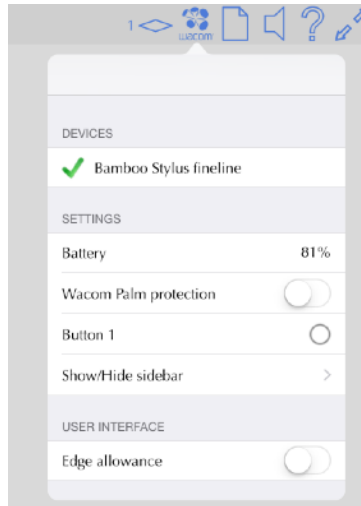 1
wacom
?
DEVICES
Bamboo Stylus fineline
SETTINGS
Battery 81%
Wacom Palm protection
Button 1
Show/Hide sidebar
USER INTERFACE
Edge allowance